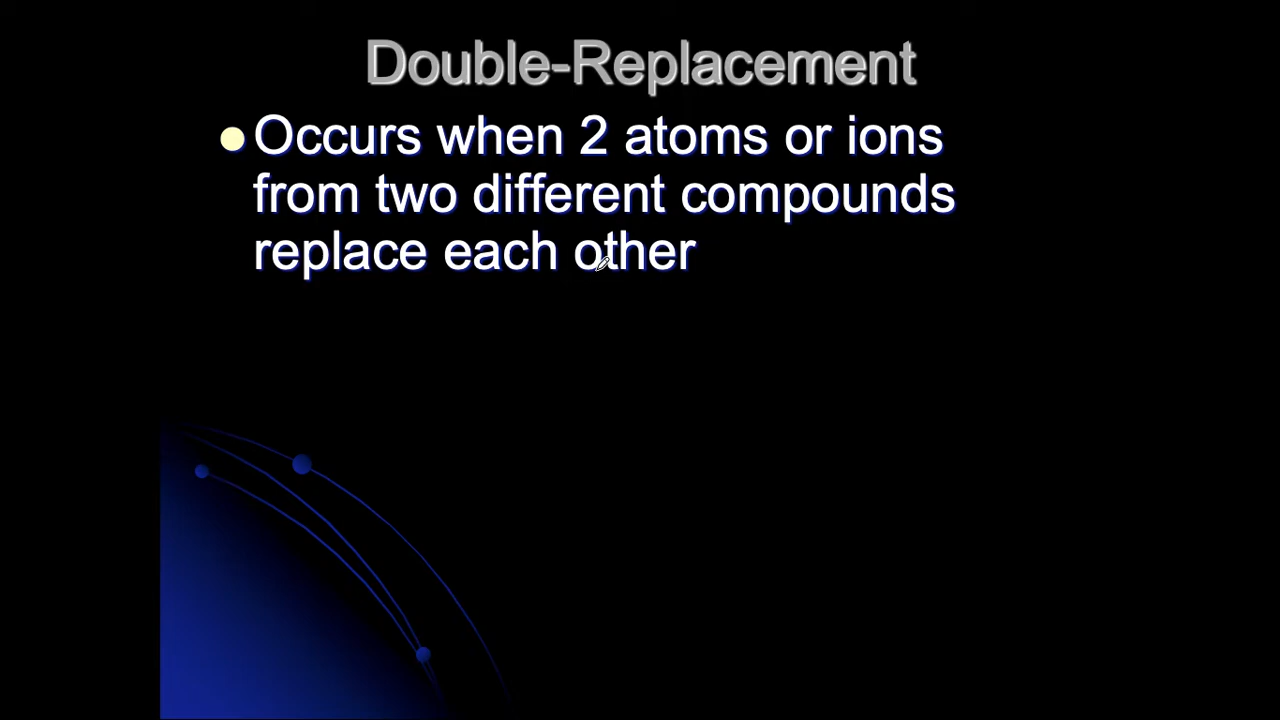 Double-Replacement
Occurs when 2 atoms or ions
from two different compounds
replace each other